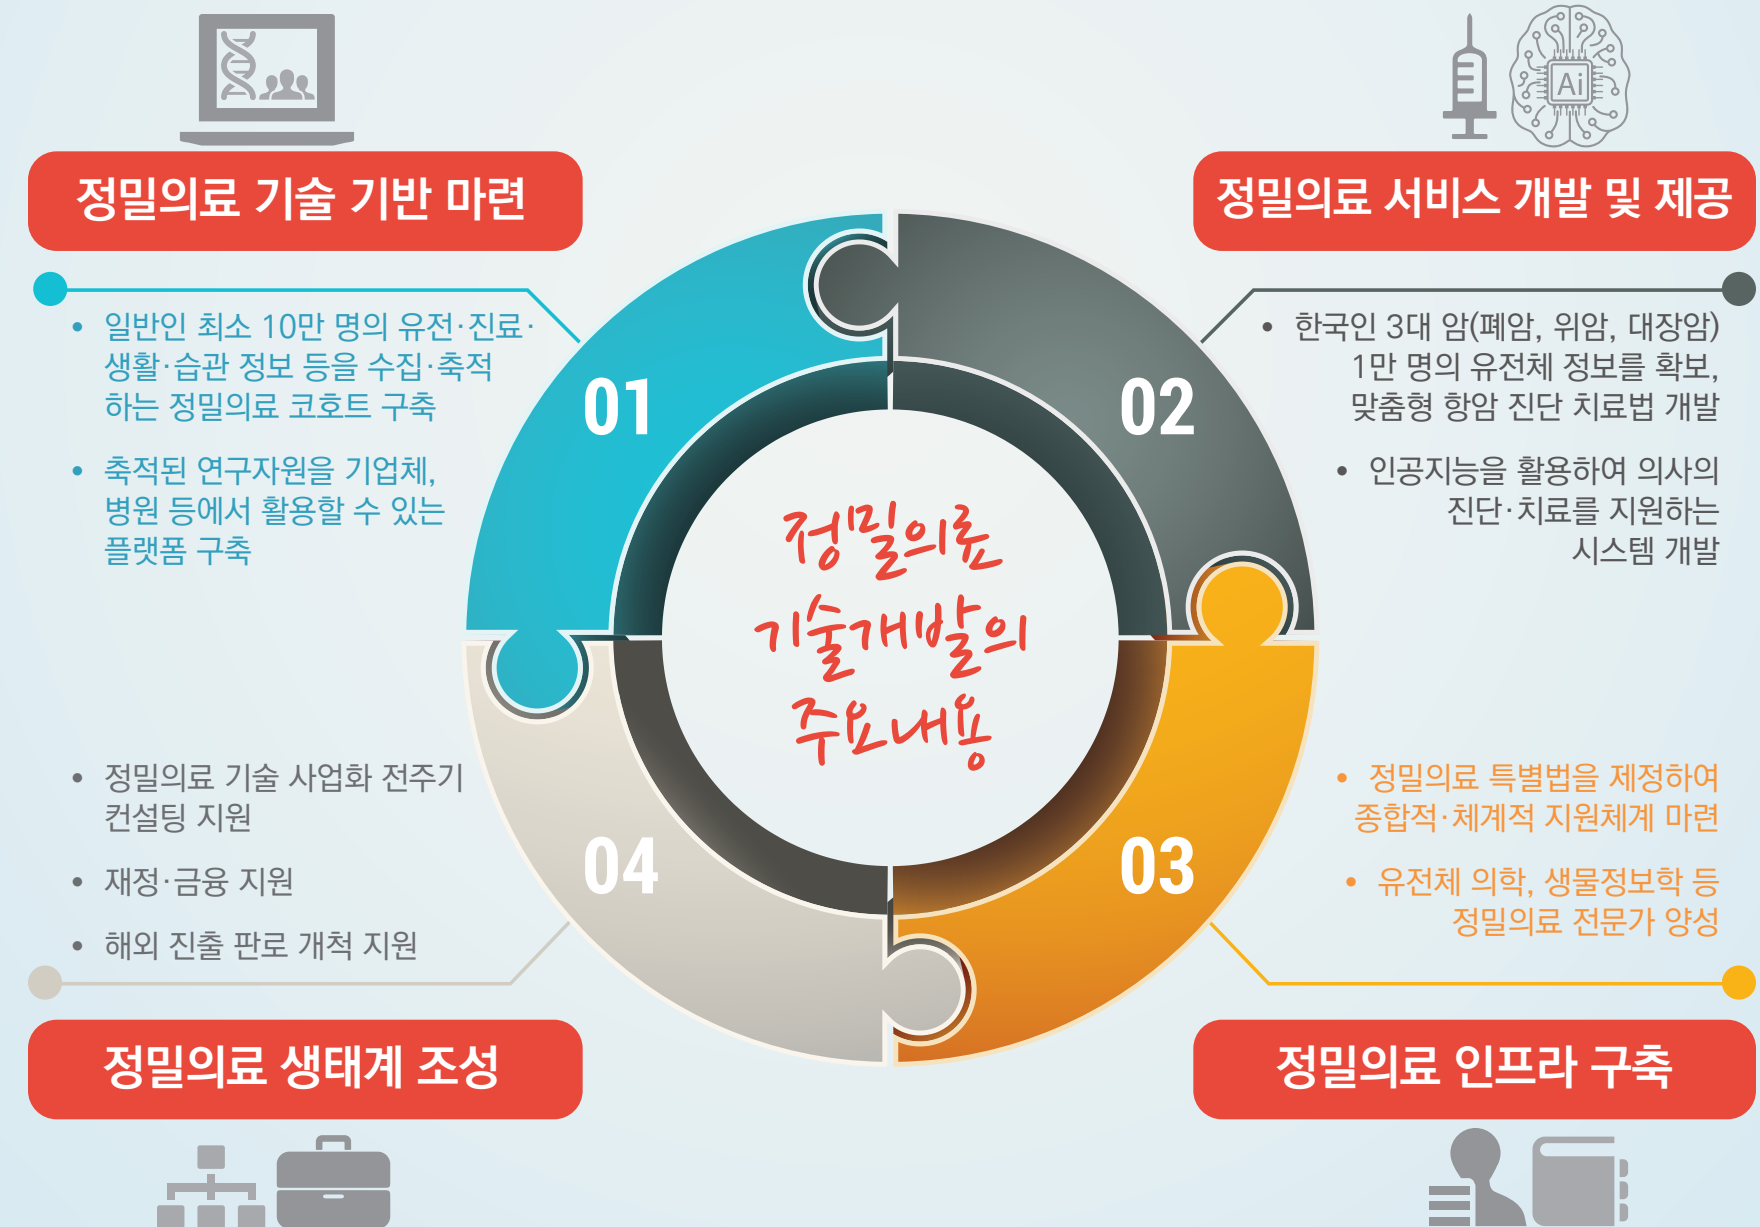 정밀의료 기술 기반 마련
01
• 일반인 최소 10만 명의 유전·진료·
생활·습관 정보 등을 수집·축적
하는 정밀의료 코호트 구축
• 축적된 연구자원을 기업체,
병원 등에서 활용할 수 있는
플랫폼 구축
Ai
정밀의료 서비스 개발 및 제공
02
• 한국인 3대 암(폐암, 위암, 대장암)
1만 명의 유전체 정보를 확보,
맞춤형 항암 진단 치료법 개발
• 인공지능을 활용하여 의사의
진단·치료를 지원하는
시스템 개발
정밀의료
기술개발의
주요내용
03
• 정밀의료 특별법을 제정하여
종합적·체계적 지원체계 마련
• 유전체 의학, 생물정보학 등
정밀의료 전문가 양성
정밀의료 인프라 구축
04
• 정밀의료 기술 사업화 전주기
컨설팅 지원
• 재정·금융 지원
• 해외 진출 판로 개척 지원
정밀의료 생태계 조성